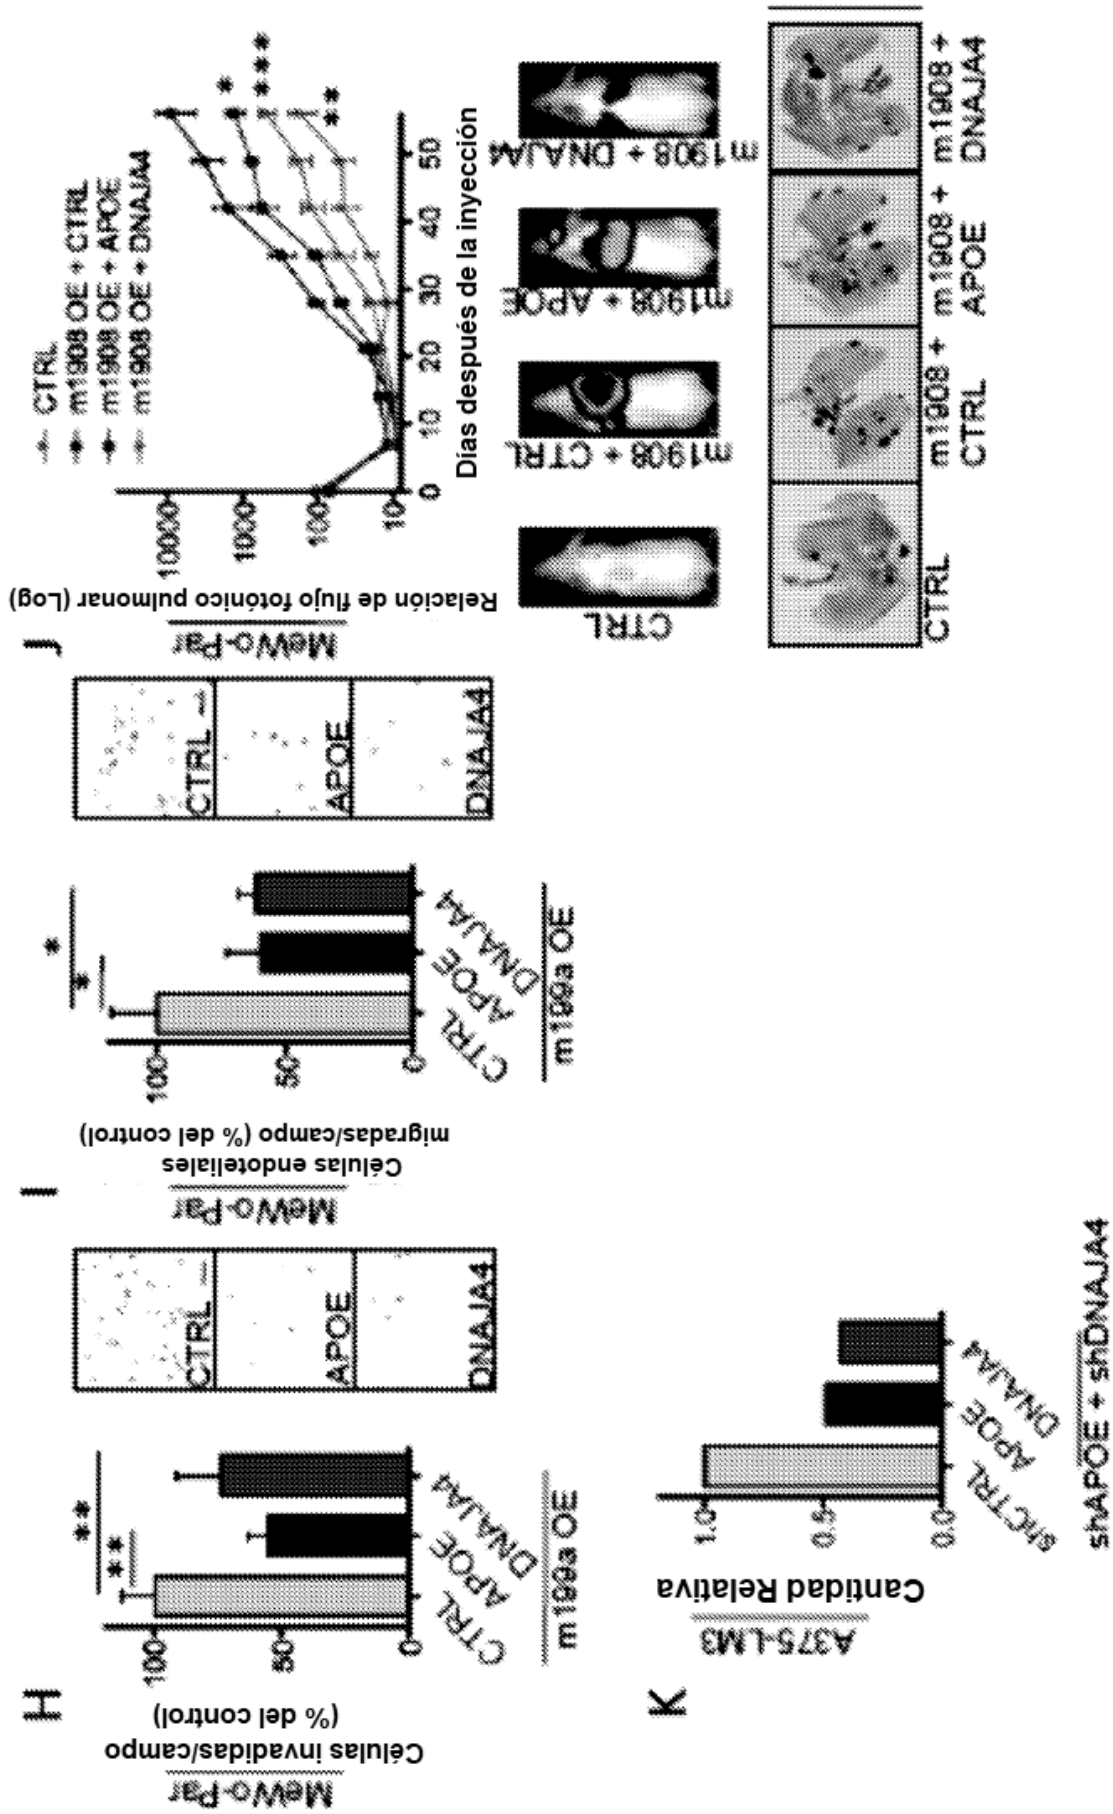 H
MeWo-Par
Células invadidas/campo
(% del control)
100
50
0
**
**
CTRL
APOE
DNAJA4
m199a OE
CTRL
APOE
DNAJA4
I
MeWo-Par
Células endoteliales
migradas/campo (% del control)
100
50
0
*
*
CTRL
APOE
DNAJA4
m199a OE
CTRL
APOE
DNAJA4
J
MeWo-Par
Relación de flujo fotónico pulmonar (Log)
10000
1000
100
10
CTRL
m1908 OE + CTRL
m1908 OE + APOE
m1908 OE + DNAJA4
*
***
**
0 10 20 30 40 50
Días después de la inyección
CTRL
m1908 + CTRL
m1908 + APOE
m1908 + DNAJA4
CTRL
m1908 +
CTRL
m1908 +
APOE
m1908 +
DNAJA4
K
A375-LM3
Cantidad Relativa
1.0
0.5
0.0
shCTRL
APOE
DNAJA4
shAPOE + shDNAJA4